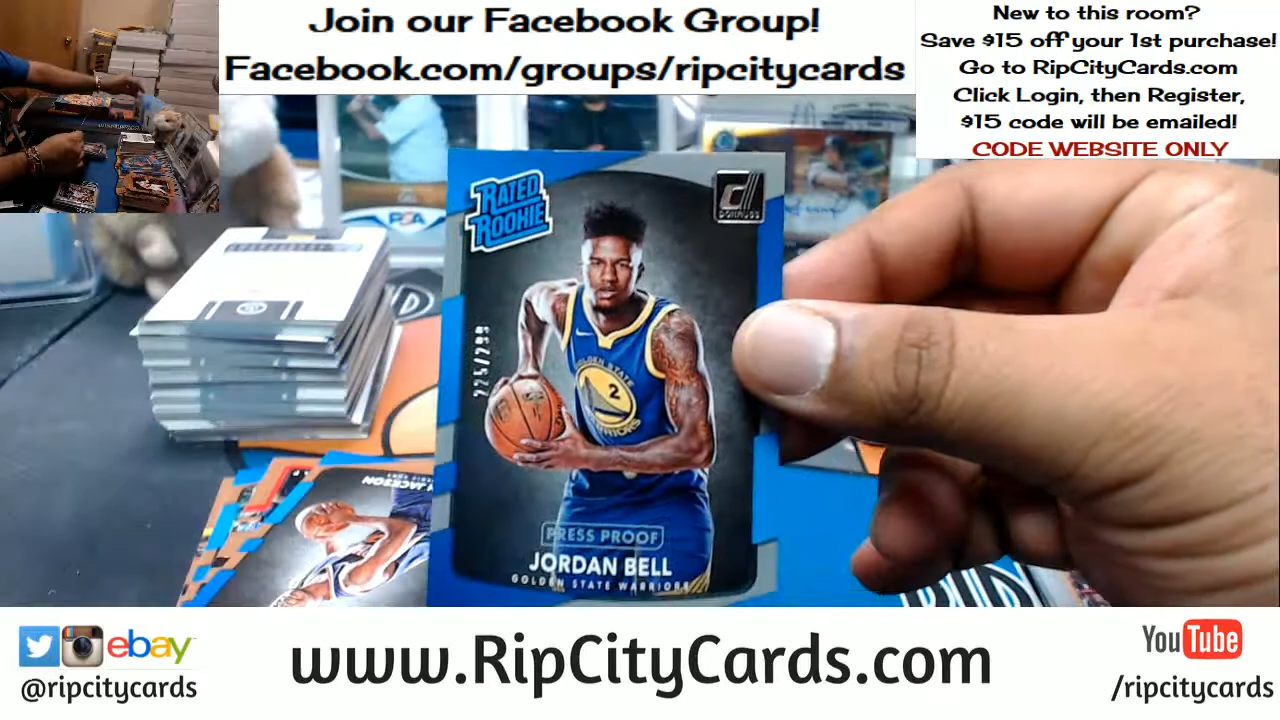 Join our Facebook Group!
Facebook.com/groups/ripcitycards
New to this room?
Save $15 off your 1st purchase!
Go to RipCityCards.com
Click Login, then Register,
$15 code will be emailed!
CODE WEBSITE ONLY
PSA
RATED
ROOKIE
DONRUSS
225/299
GOLDEN STATE
2
WARRIORS
PRESS PROOF
JORDAN BELL
GOLDEN STATE WARRIORS
JACKSON
ebay
@ripcitycards
www.RipCityCards.com
YouTube
/ripcitycards